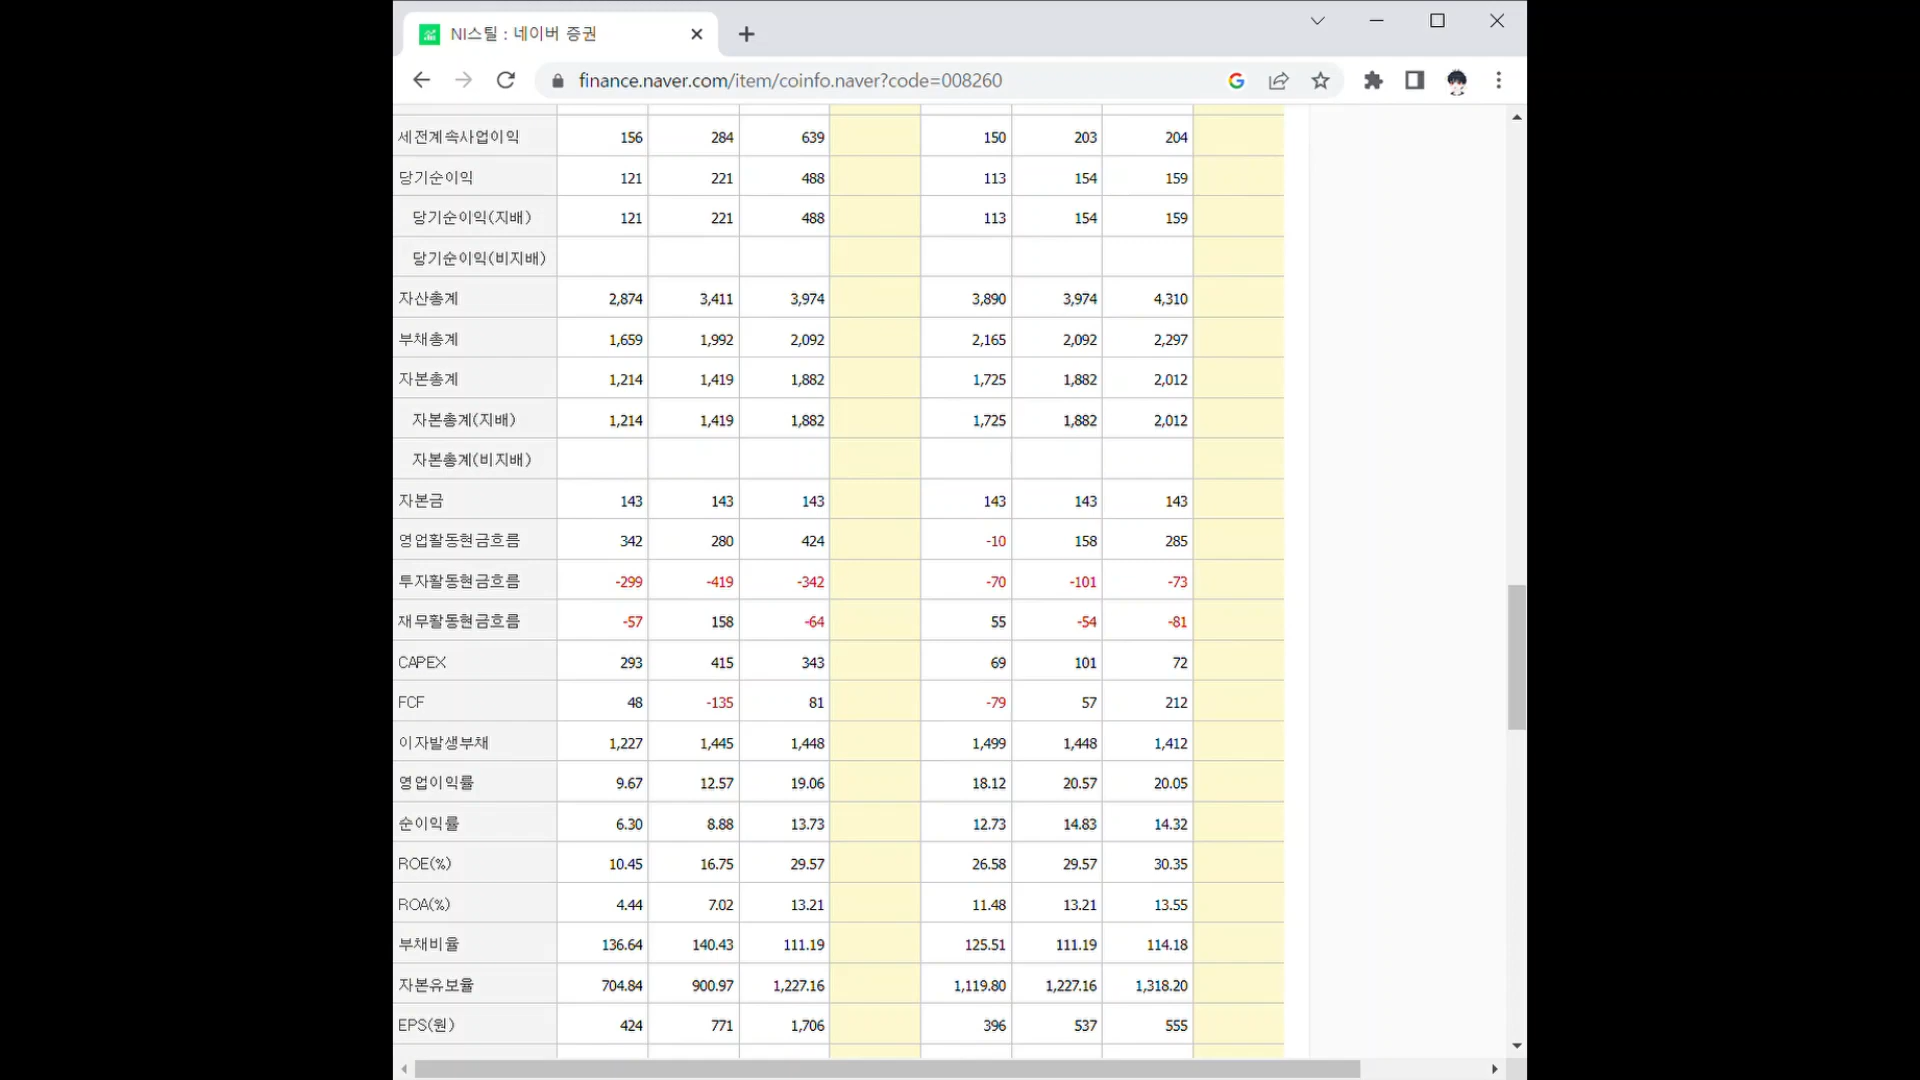 NI스틸 : 네이버 증권
finance.naver.com/item/coinfo.naver?code=008260
세전계속사업이익 156 284 639 150 203 204
당기순이익 121 221 488 113 154 159
당기순이익(지배) 121 221 488 113 154 159
당기순이익(비지배)
자산총계 2,874 3,411 3,974 3,890 3,974 4,310
부채총계 1,659 1,992 2,092 2,165 2,092 2,297
자본총계 1,214 1,419 1,882 1,725 1,882 2,012
자본총계(지배) 1,214 1,419 1,882 1,725 1,882 2,012
자본총계(비지배)
자본금 143 143 143 143 143 143
영업활동현금흐름 342 280 424 -10 158 285
투자활동현금흐름 -299 -419 -342 -70 -101 -73
재무활동현금흐름 -57 158 -64 55 -54 -81
CAPEX 293 415 343 69 101 72
FCF 48 -135 81 -79 57 212
이자발생부채 1,227 1,445 1,448 1,499 1,448 1,412
영업이익률 9.67 12.57 19.06 18.12 20.57 20.05
순이익률 6.30 8.88 13.73 12.73 14.83 14.32
ROE(%) 10.45 16.75 29.57 26.58 29.57 30.35
ROA(%) 4.44 7.02 13.21 11.48 13.21 13.55
부채비율 136.64 140.43 111.19 125.51 111.19 114.18
자본유보율 704.84 900.97 1,227.16 1,119.80 1,227.16 1,318.20
EPS(원) 424 771 1,706 396 537 555